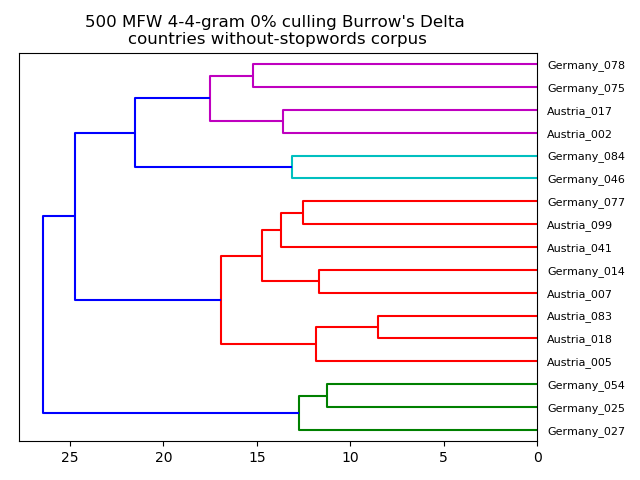 500 MFW 4-4-gram 0% culling Burrow's Delta
countries without-stopwords corpus
Germany_078
Germany_075
Austria_017
Austria_002
Germany_084
Germany_046
Germany_077
Austria_099
Austria_041
Germany_014
Austria_007
Austria_083
Austria_018
Austria_005
Germany_054
Germany_025
Germany_027
25 20 15 10 5 0